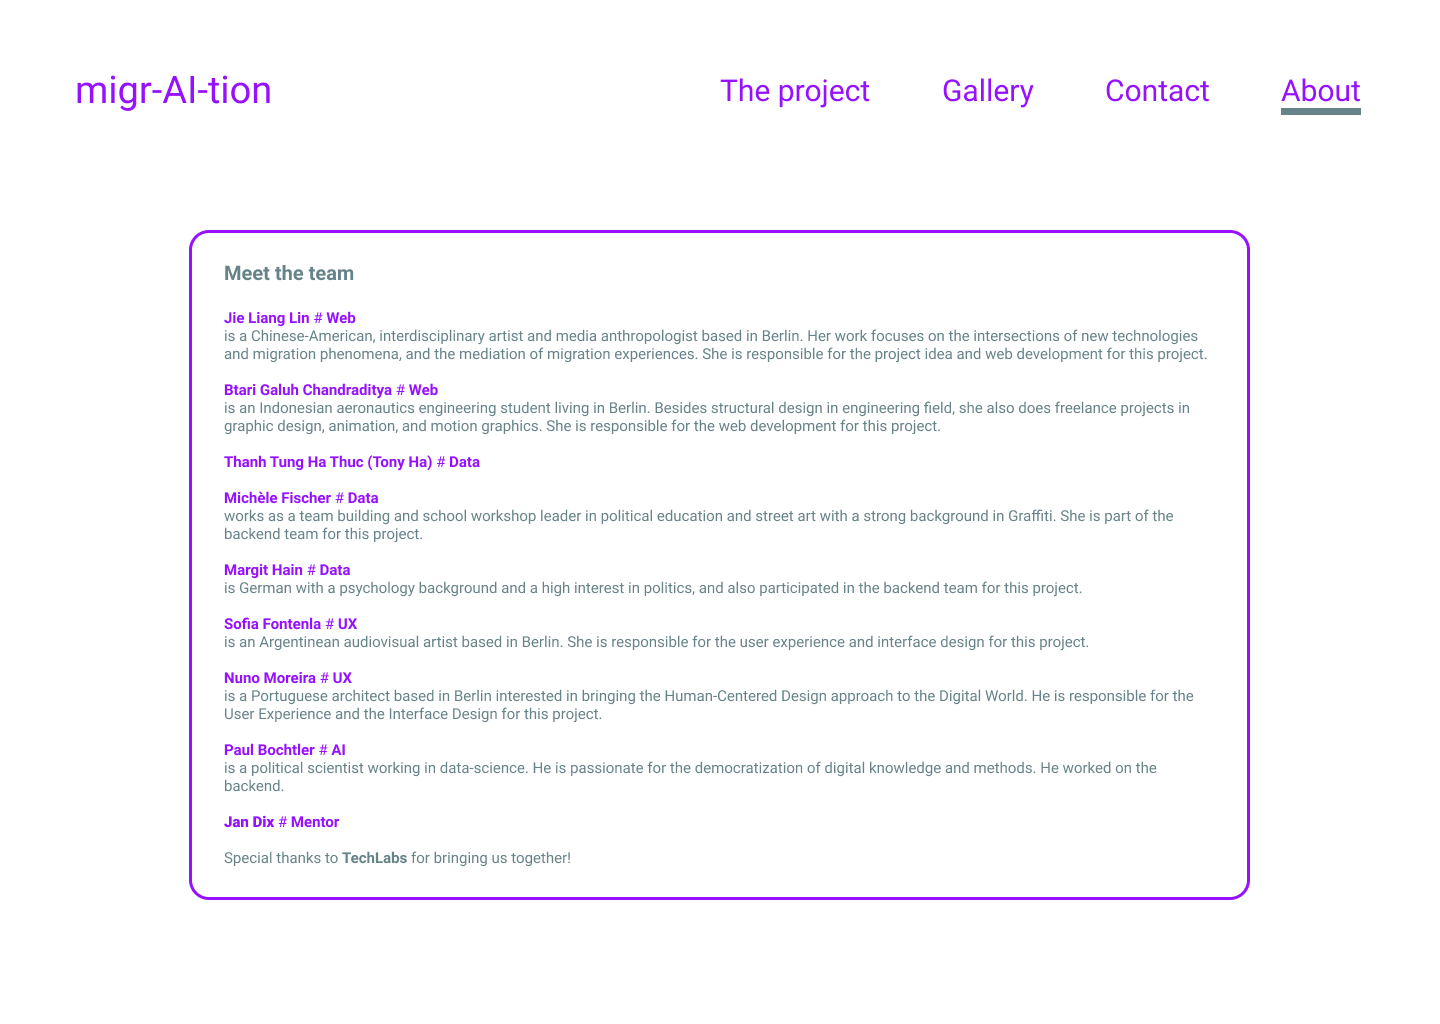 migr-AI-tion
The project
Gallery
Contact
About
Meet the team
Jie Liang Lin # Web
is a Chinese-American, interdisciplinary artist and media anthropologist based in Berlin. Her work focuses on the intersections of new technologies
and migration phenomena, and the mediation of migration experiences. She is responsible for the project idea and web development for this project.
Btari Galuh Chandraditya # Web
is an Indonesian aeronautics engineering student living in Berlin. Besides structural design in engineering field, she also does freelance projects in
graphic design, animation, and motion graphics. She is responsible for the web development for this project.
Thanh Tung Ha Thuc (Tony Ha) # Data
Michèle Fischer # Data
works as a team building and school workshop leader in political education and street art with a strong background in Graffiti. She is part of the
backend team for this project.
Margit Hain # Data
is German with a psychology background and a high interest in politics, and also participated in the backend team for this project.
Sofia Fontenla # UX
is an Argentinean audiovisual artist based in Berlin. She is responsible for the user experience and interface design for this project.
Nuno Moreira # UX
is a Portuguese architect based in Berlin interested in bringing the Human-Centered Design approach to the Digital World. He is responsible for the
User Experience and the Interface Design for this project.
Paul Bochtler # AI
is a political scientist working in data-science. He is passionate for the democratization of digital knowledge and methods. He worked on the
backend.
Jan Dix # Mentor
Special thanks to TechLabs for bringing us together!